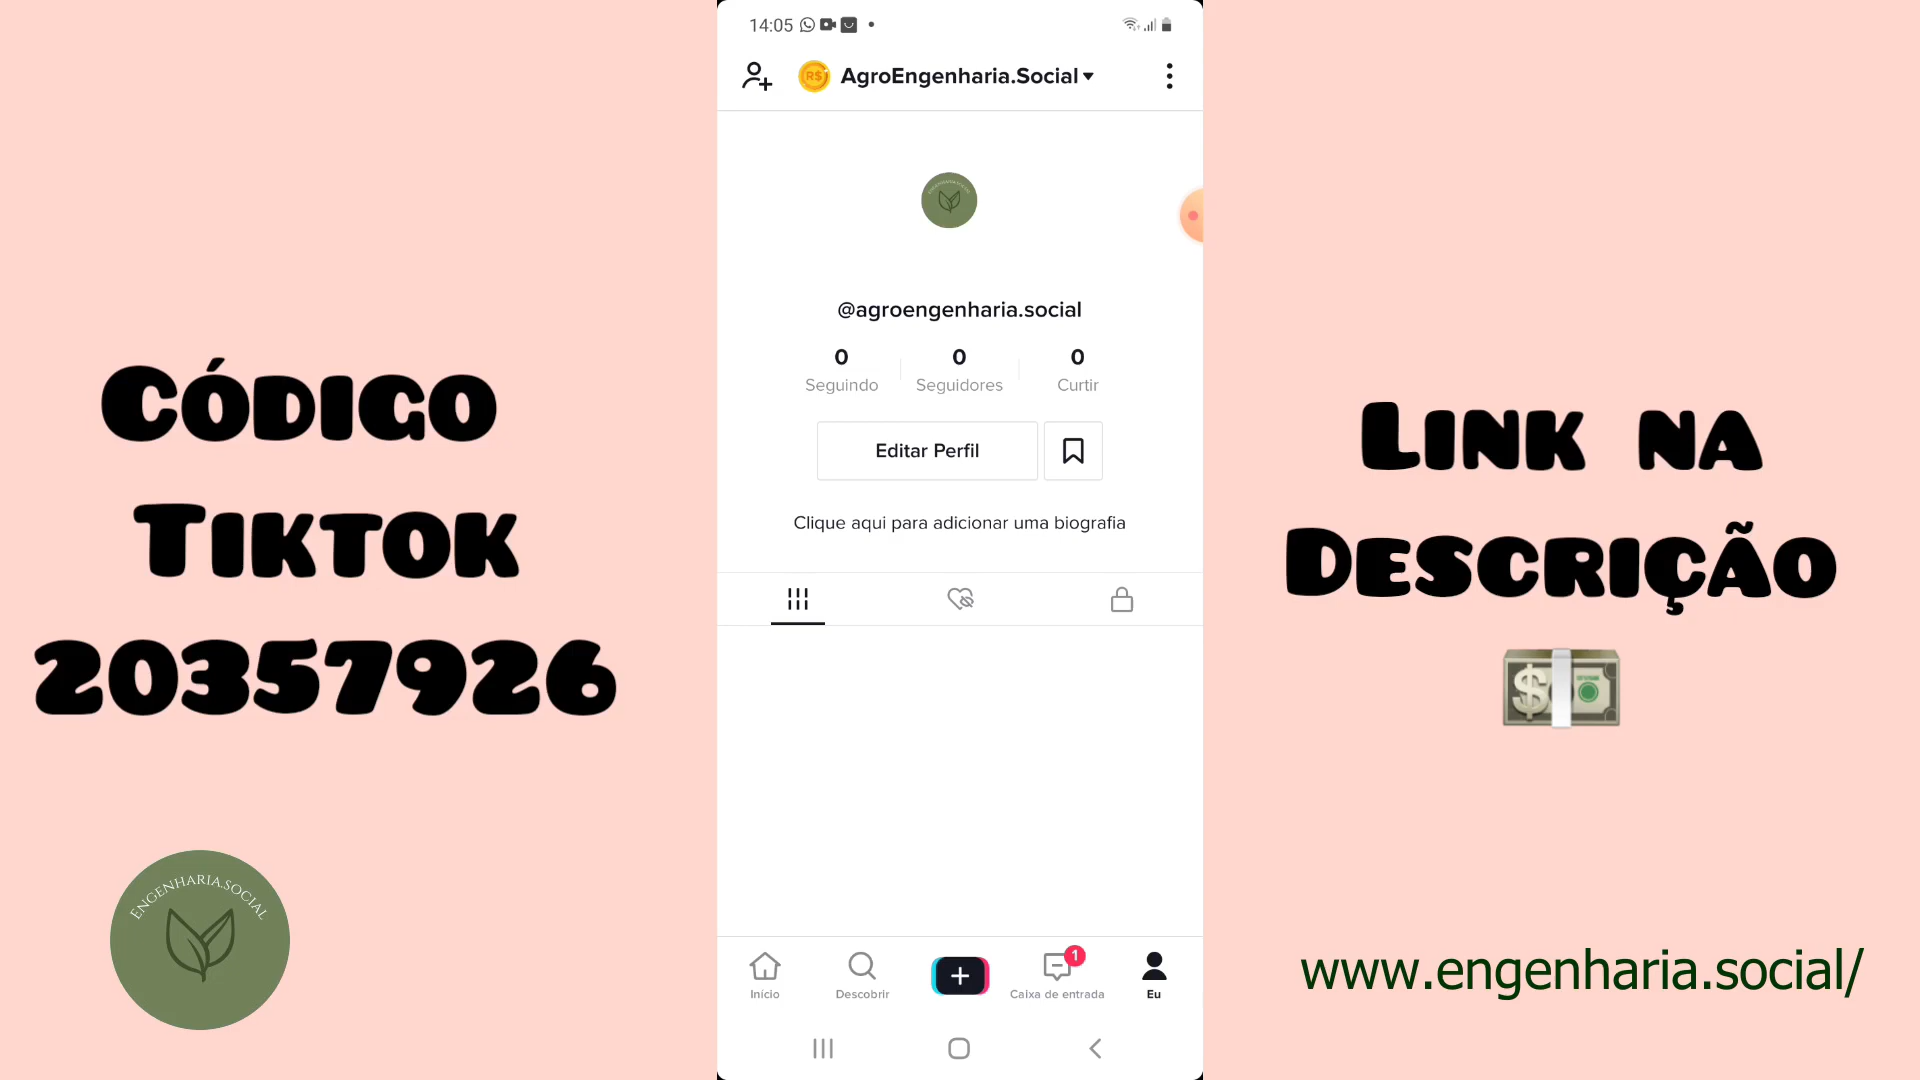 14:05
R$ AgroEngenharia.Social
@agroengenharia.social
0 0 0
Seguindo Seguidores Curtir
Editar Perfil
Clique aqui para adicionar uma biografia
1
Início Descobrir Caixa de entrada Eu
Código
Tiktok
20357926
ENGENHARIA.SOCIAL
Link na
Descrição
www.engenharia.social/